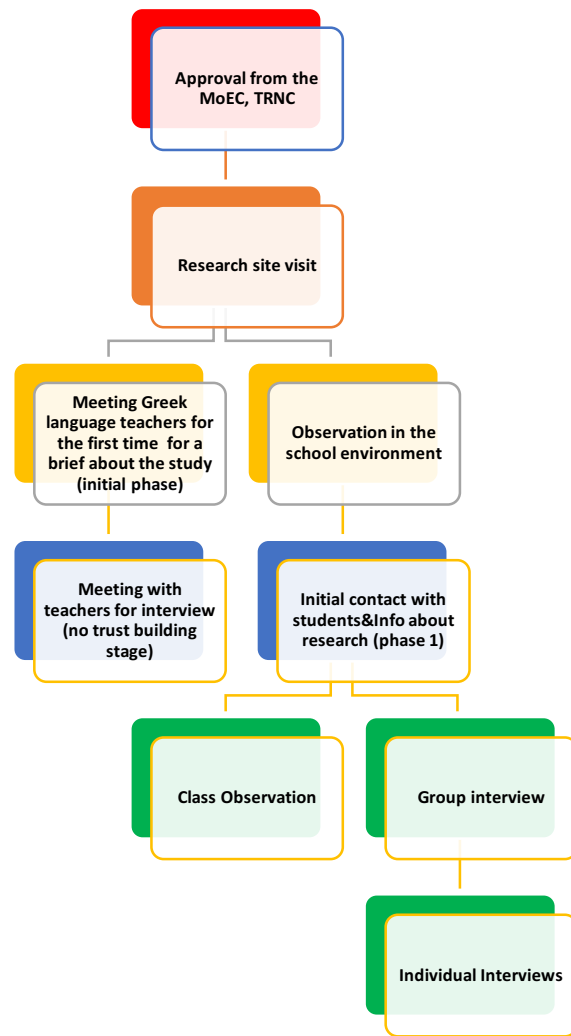 Approval from the
MoEC, TRNC
Research site visit
Meeting Greek
language teachers for
the first time for a
brief about the study
(initial phase)
Observation in the
school environment
Meeting with
teachers for interview
(no trust building
stage)
Initial contact with
students&Info about
research (phase 1)
Class Observation
Group interview
Individual Interviews